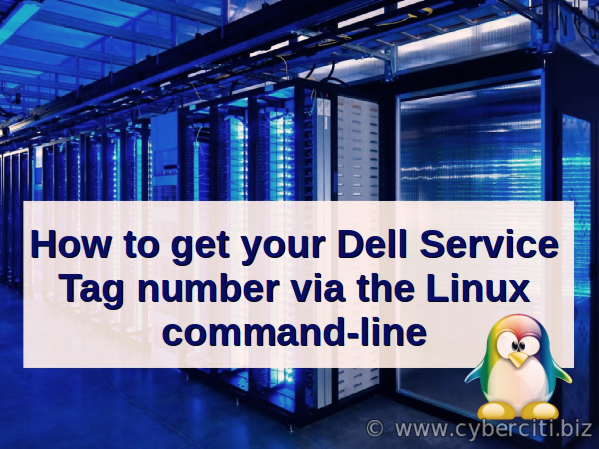 How to get your Dell Service
Tag number via the Linux
command-line
© www.cyberciti.biz